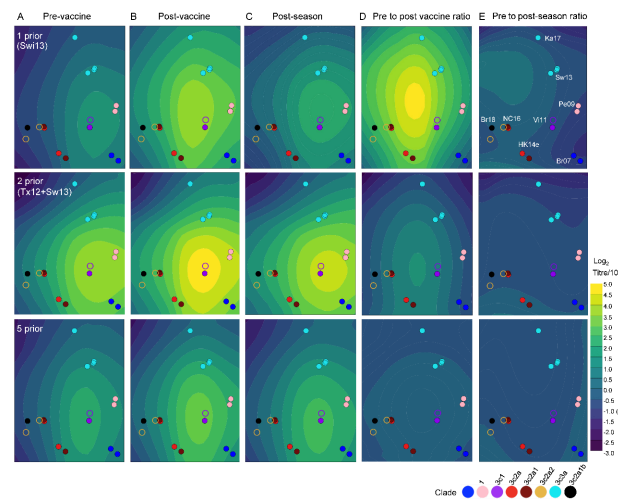 A Pre-vaccine B Post-vaccine C Post-season D Pre to post vaccine ratio E Pre to post-season ratio
1 prior
(Swi13)
Ka17
Sw13
Pe09
Br18 NC16 Vi11
HK14e
Br07
2 prior
(Tx12+Sw13)
Log2
Titre/10
5.0
4.5
4.0
3.5
3.0
2.5
2.0
1.5
1.0
0.5
0.0
-0.5
-1.0
-1.5
-2.0
-2.5
-3.0
5 prior
Clade 1 3c1 3c2a 3c2a1 3c2a2 3c3a 3c2a1b